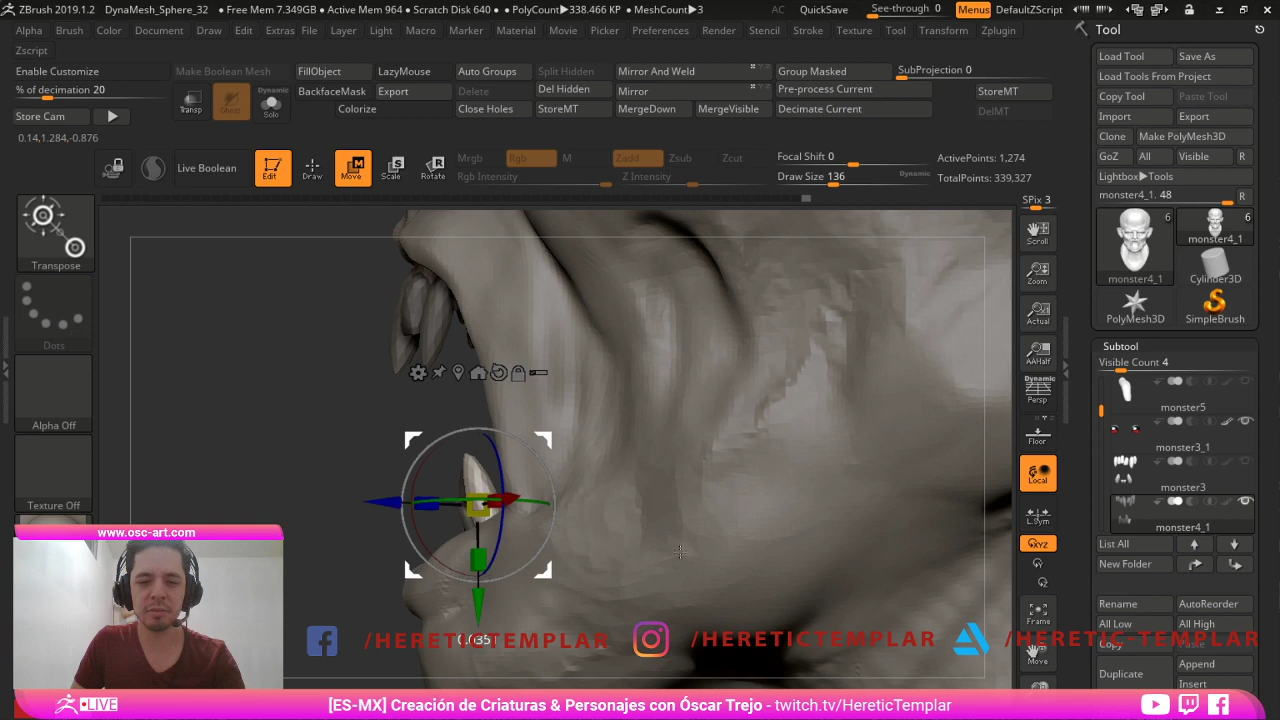 ZBrush 2019.1.2 DynaMesh_Sphere_32 • Free Mem 7.349GB • Active Mem 964 • Scratch Disk 640 • PolyCount▶338.466 KP • MeshCount▶3 AC QuickSave See-through 0 Menus DefaultZScript
Alpha Brush Color Document Draw Edit Extras File Layer Light Macro Marker Material Movie Picker Preferences Render Stencil Stroke Texture Tool Transform Zplugin
Zscript
Enable Customize Make Boolean Mesh FillObject LazyMouse Auto Groups Split Hidden Mirror And Weld Group Masked SubProjection 0
% of decimation 20 Transp Ghost Dynamic Solo BackfaceMask Export Delete Del Hidden Mirror Pre-process Current StoreMT
Store Cam Colorize Close Holes StoreMT MergeDown MergeVisible Decimate Current DelMT
0.14,1.284,-0.876
Live Boolean Edit Draw Move Scale Rotate Mrgb Rgb M Zadd Zsub Zcut Focal Shift 0 ActivePoints: 1,274
Rgb Intensity Z Intensity Draw Size 136 Dynamic TotalPoints: 339,327
Transpose
Dots
Alpha Off
Texture Off
SPix 3
Scroll
Zoom
Actual
AAHalf
Dynamic
Persp
Floor
Local
L.Sym
XYZ
Frame
Move
Tool
Load Tool Save As
Load Tools From Project
Copy Tool Paste Tool
Import Export
Clone Make PolyMesh3D
GoZ All Visible R
Lightbox▶Tools
monster4_1. 48 R
6 6
monster4_1
monster4_1 Cylinder3D
PolyMesh3D SimpleBrush
Subtool
Visible Count 4
monster5
monster3_1
monster3
monster4_1
List All
New Folder
Rename AutoReorder
All Low All High
Copy Paste
Duplicate Append
Insert
www.osc-art.com
/HERETICTEMPLAR /HERETICTEMPLAR /HERETIC-TEMPLAR
LIVE [ES-MX] Creación de Criaturas & Personajes con Óscar Trejo - twitch.tv/HereticTemplar